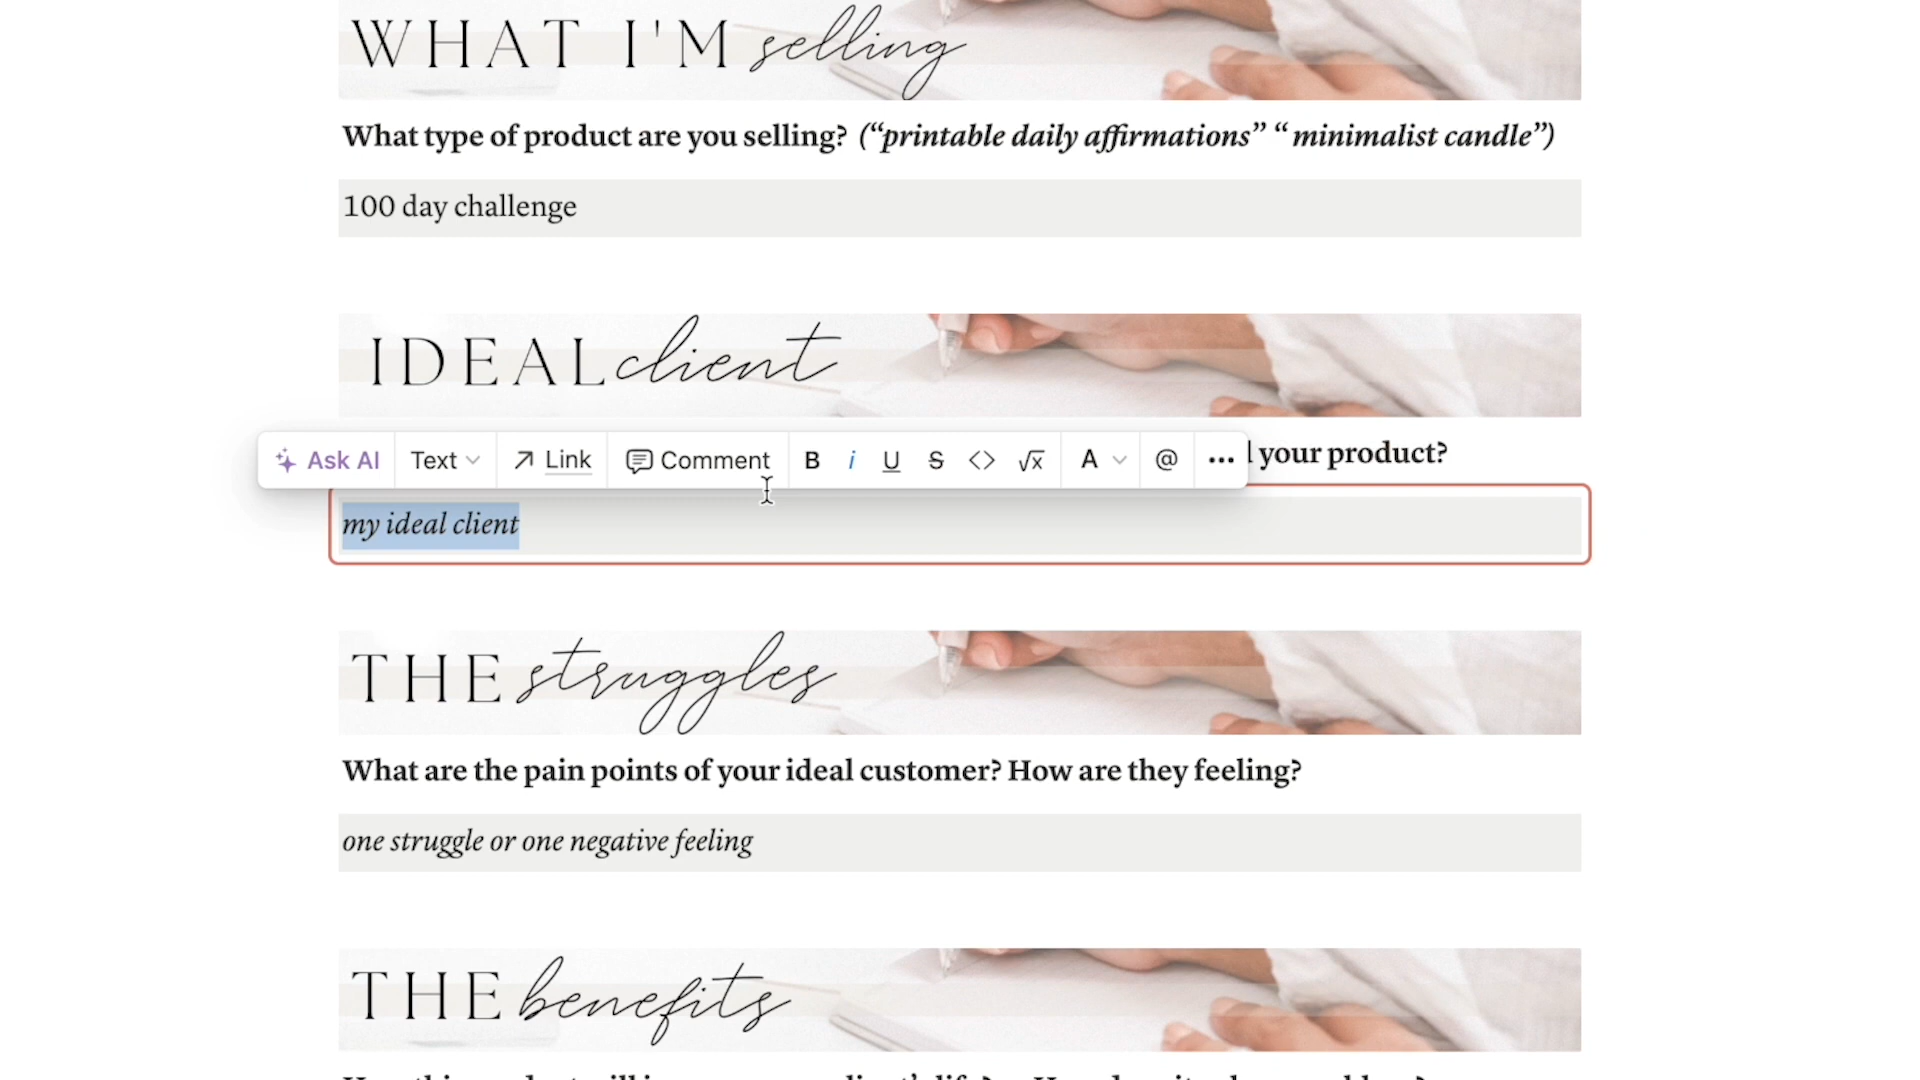 WHAT I'M selling
What type of product are you selling? (“printable daily affirmations” “ minimalist candle”)
100 day challenge
IDEAL client
your product?
Ask AI Text Link Comment B i U S <> √x A @ •••
my ideal client
THE struggles
What are the pain points of your ideal customer? How are they feeling?
one struggle or one negative feeling
THE benefits